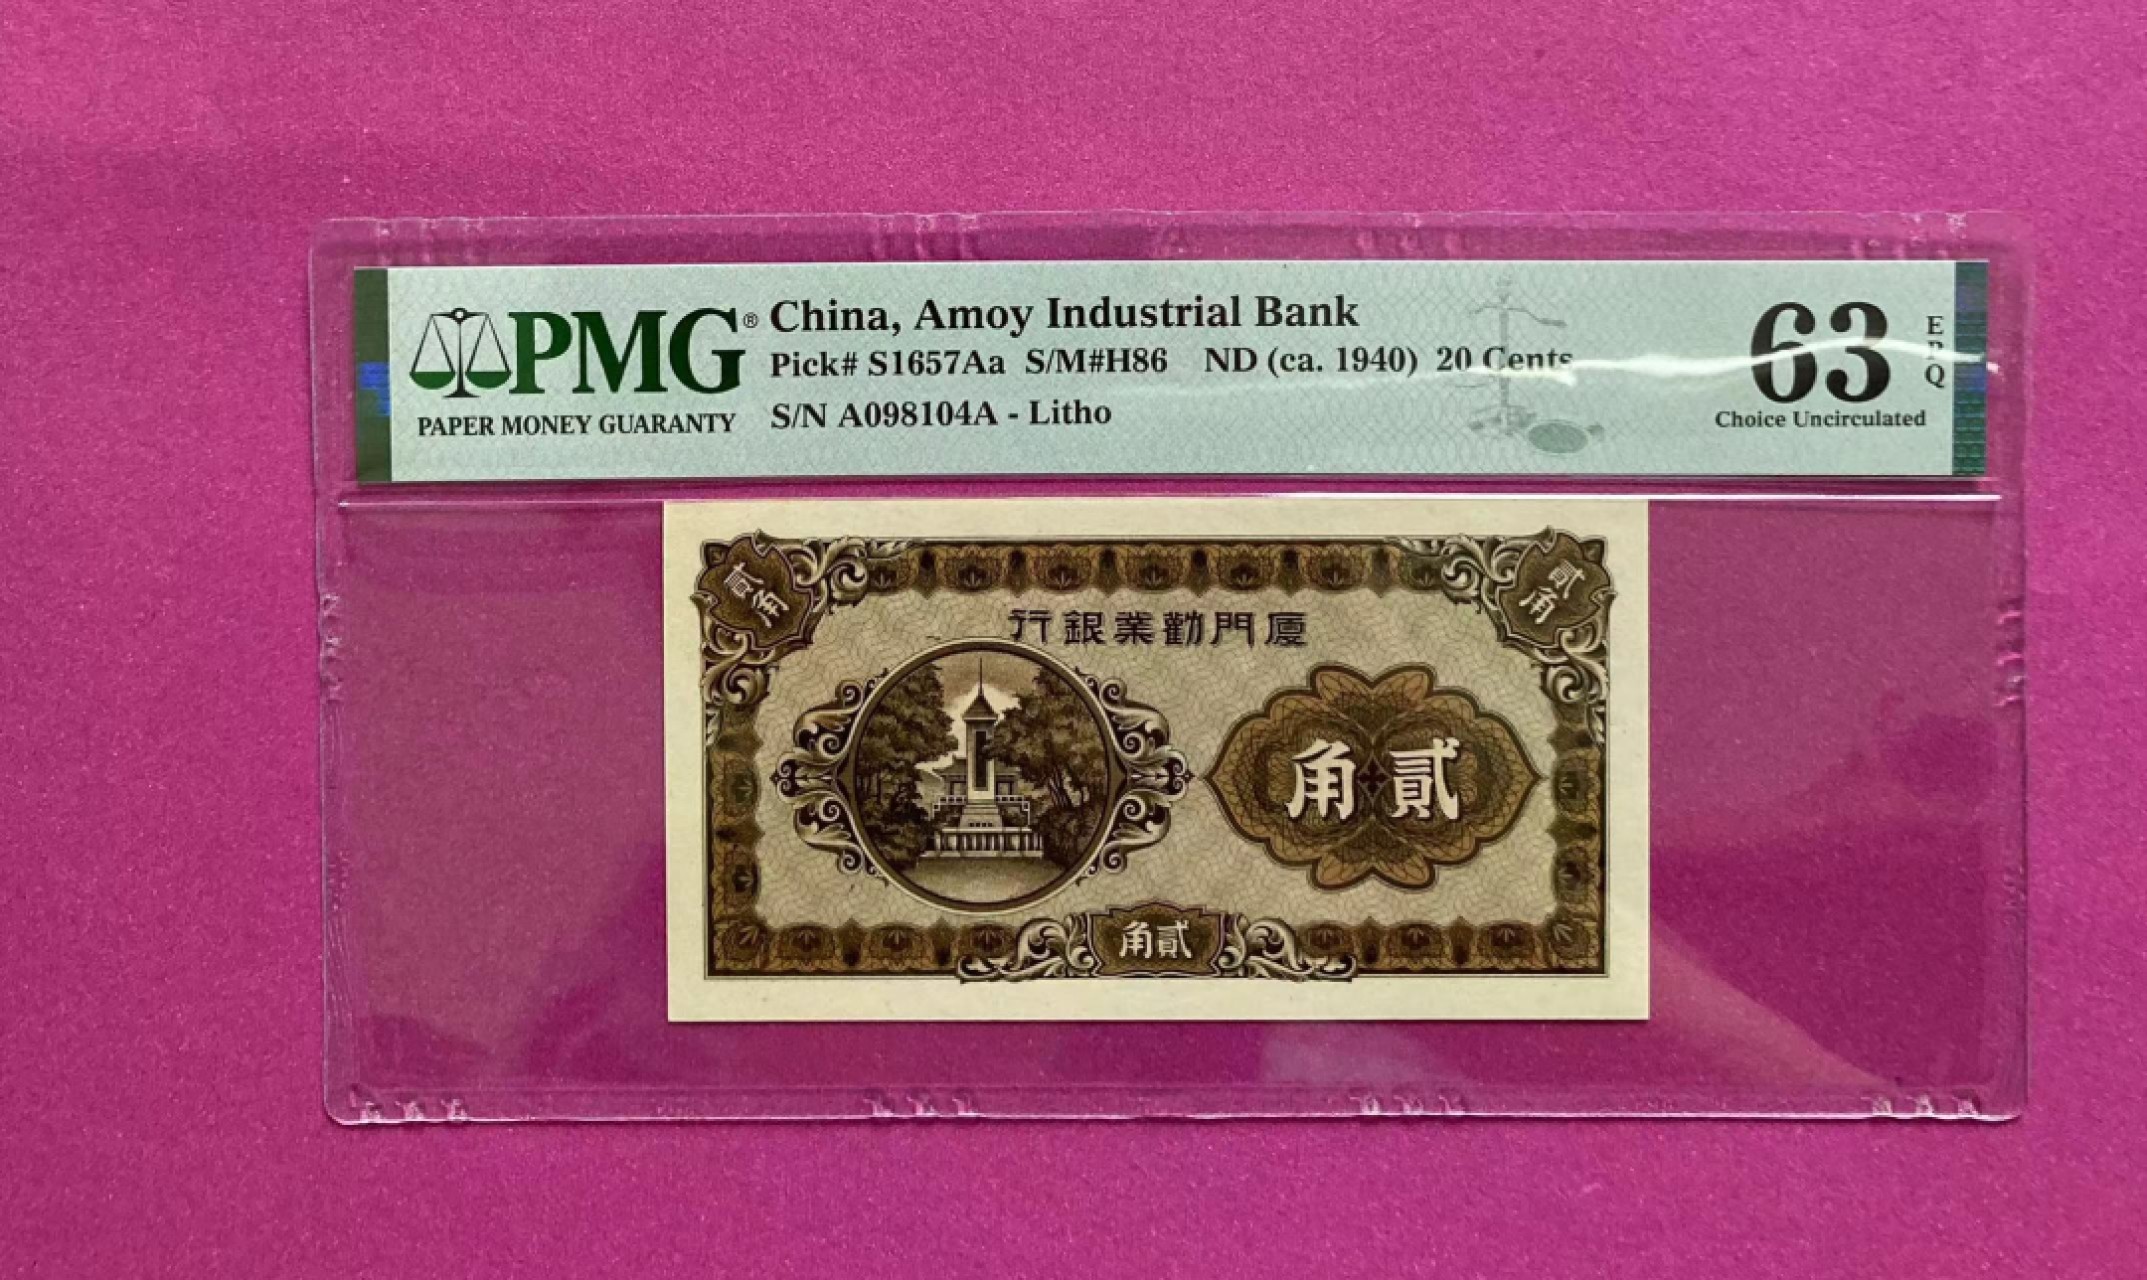 PMG®
PAPER MONEY GUARANTY
China, Amoy Industrial Bank
Pick# S1657Aa S/M#H86 ND (ca. 1940) 20 Cents
S/N A098104A - Litho
63
EPQ
Choice Uncirculated
貳角
貳角
行銀業勸門厦
角貳
角貳